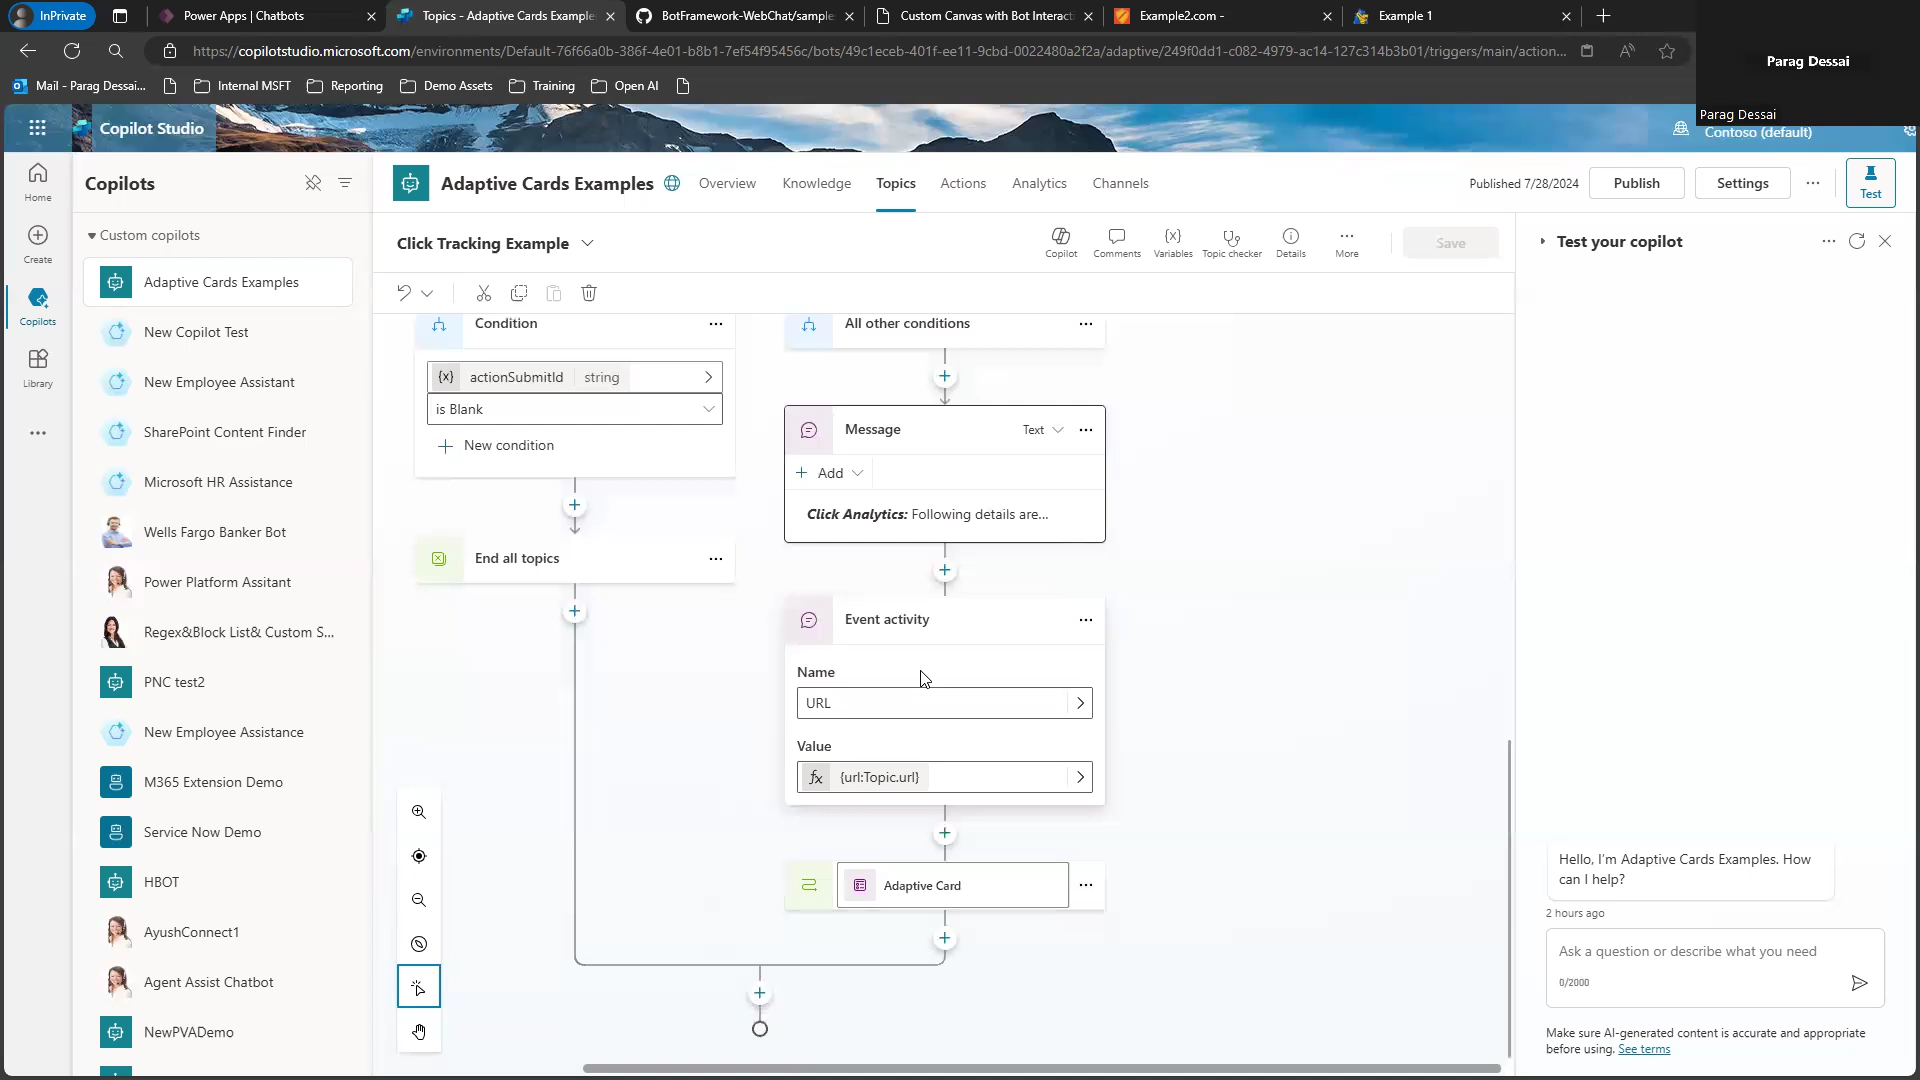 InPrivate
Power Apps | Chatbots
Topics - Adaptive Cards Example
BotFramework-WebChat/sample
Custom Canvas with Bot Interacti
Example2.com -
Example 1
https://copilotstudio.microsoft.com/environments/Default-76f66a0b-386f-4e01-b8b1-7ef54f95456c/bots/49c1eceb-401f-ee11-9cbd-0022480a2f2a/adaptive/249f0dd1-c082-4979-ac14-127c314b3b01/triggers/main/action...
Parag Dessai
Mail - Parag Dessai...
Internal MSFT
Reporting
Demo Assets
Training
Open AI
Parag Dessai
Copilot Studio
Contoso (default)
Home
Create
Copilots
Library
Copilots
Custom copilots
Adaptive Cards Examples
New Copilot Test
New Employee Assistant
SharePoint Content Finder
Microsoft HR Assistance
Wells Fargo Banker Bot
Power Platform Assitant
Regex&Block List& Custom S...
PNC test2
New Employee Assistance
M365 Extension Demo
Service Now Demo
HBOT
AyushConnect1
Agent Assist Chatbot
NewPVADemo
Adaptive Cards Examples
Overview
Knowledge
Topics
Actions
Analytics
Channels
Published 7/28/2024
Publish
Settings
Test
Click Tracking Example
Copilot
Comments
Variables
Topic checker
Details
More
Save
Condition
{x} actionSubmitId string
is Blank
New condition
End all topics
All other conditions
Message
Text
Add
Click Analytics: Following details are...
Event activity
Name
URL
Value
fx {url:Topic.url}
Adaptive Card
Test your copilot
Hello, I'm Adaptive Cards Examples. How
can I help?
2 hours ago
Ask a question or describe what you need
0/2000
Make sure AI-generated content is accurate and appropriate
before using. See terms